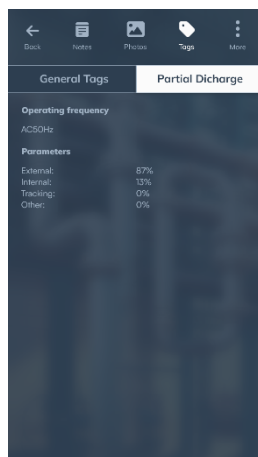 Back Notes Photos Tags More
General Tags Partial Dicharge
Operating frequency
AC50Hz
Parameters
External: 87%
Internal: 13%
Tracking: 0%
Other: 0%